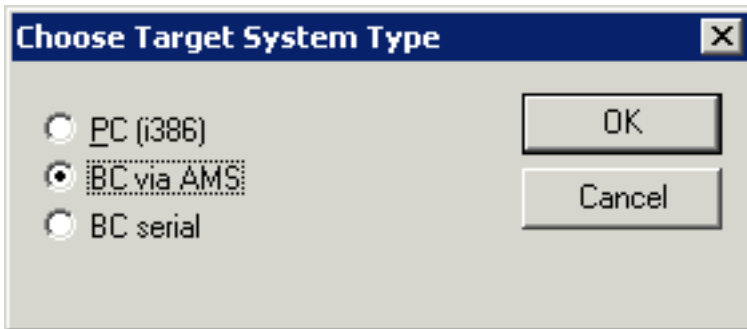 Choose Target System Type
PC (i386)
BC via AMS
BC serial
OK
Cancel